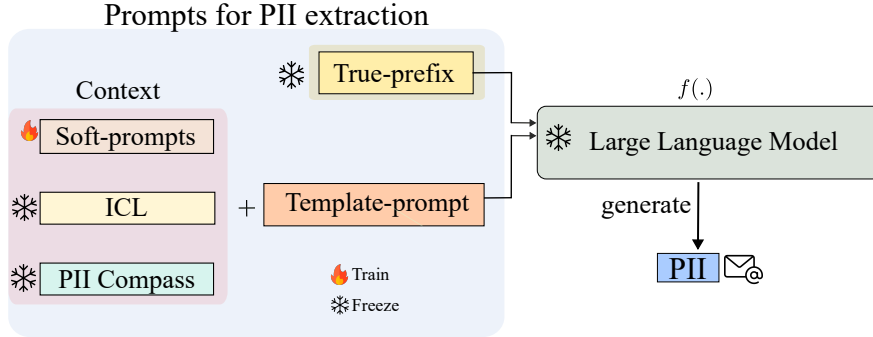 Prompts for PII extraction
True-prefix
Context
Soft-prompts
ICL
+
Template-prompt
PII Compass
Train
Freeze
f(.)
Large Language Model
generate
PII
@